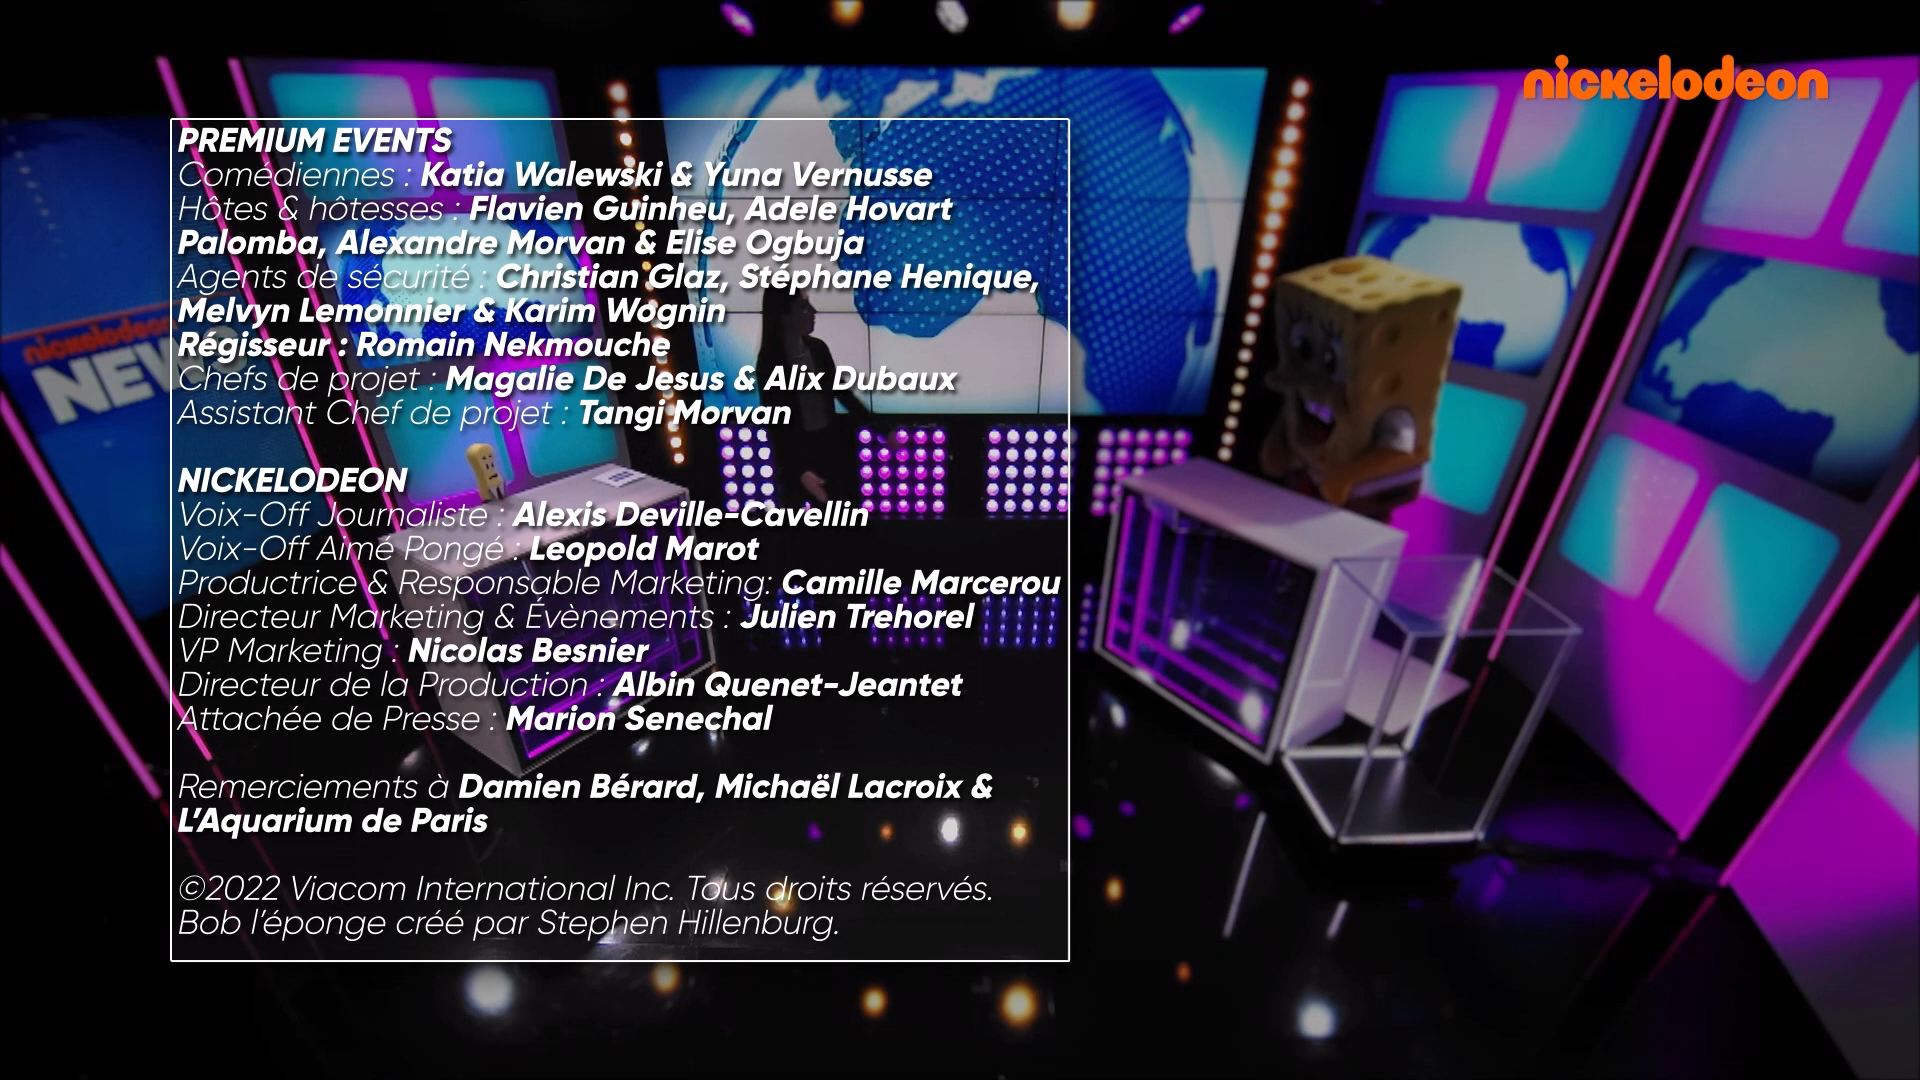 nickelodeon
PREMIUM EVENTS
Comédiennes : Katia Walewski & Yuna Vernusse
Hôtes & hôtesses : Flavien Guinheu, Adele Hovart
Palomba, Alexandre Morvan & Elise Ogbuja
Agents de sécurité : Christian Glaz, Stéphane Henique,
Melvyn Lemonnier & Karim Wognin
Régisseur : Romain Nekmouche
Chefs de projet : Magalie De Jesus & Alix Dubaux
Assistant Chef de projet : Tangi Morvan
NICKELODEON
Voix-Off Journaliste : Alexis Deville-Cavellin
Voix-Off Aimé Pongé : Leopold Marot
Productrice & Responsable Marketing: Camille Marcerou
Directeur Marketing & Évènements : Julien Trehorel
VP Marketing : Nicolas Besnier
Directeur de la Production : Albin Quenet-Jeantet
Attachée de Presse : Marion Senechal
Remerciements à Damien Bérard, Michaël Lacroix &
L'Aquarium de Paris
©2022 Viacom International Inc. Tous droits réservés.
Bob l'éponge créé par Stephen Hillenburg.
nickelodeon
NEWS